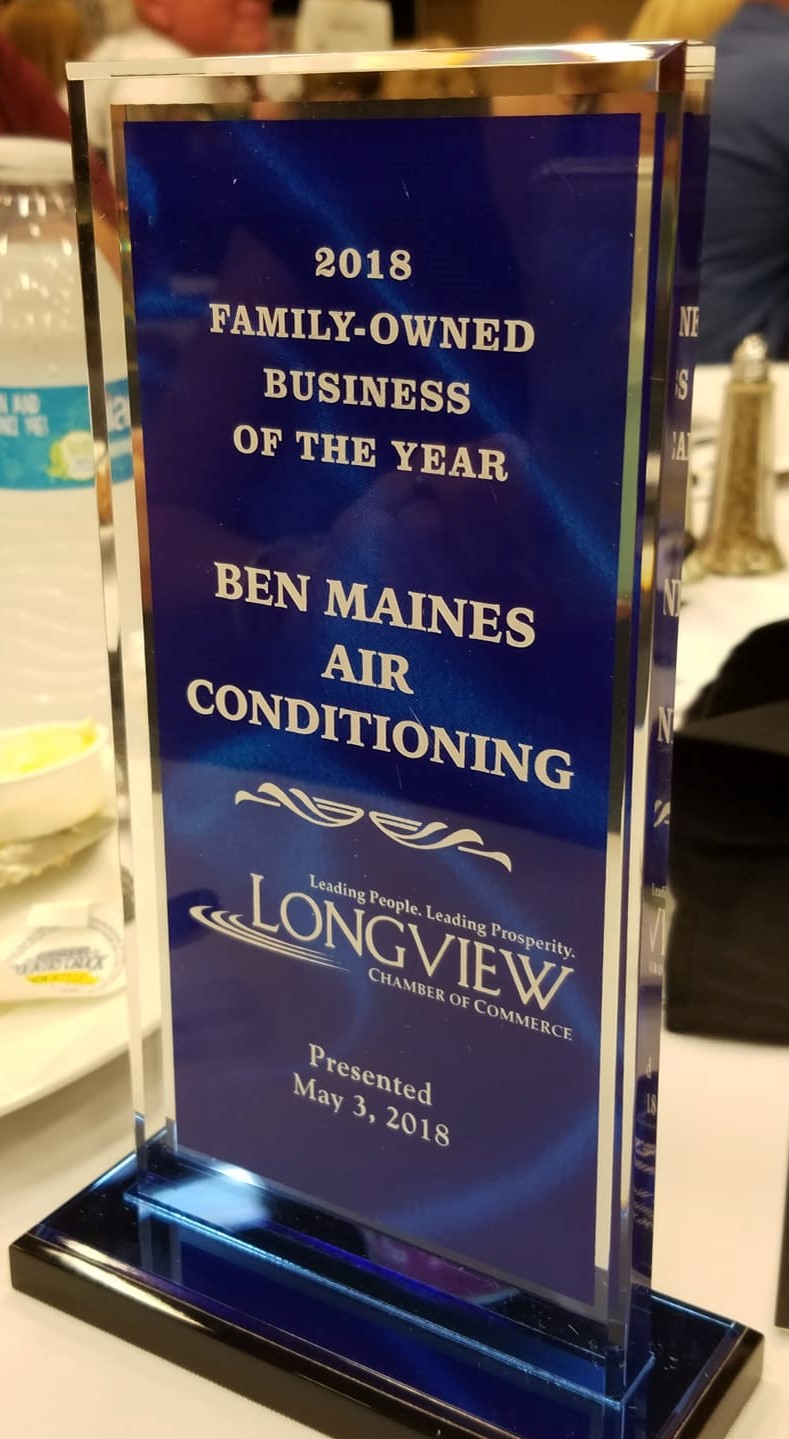 2018
FAMILY-OWNED
BUSINESS
OF THE YEAR
BEN MAINES
AIR
CONDITIONING
Leading People. Leading Prosperity.
LONGVIEW
CHAMBER OF COMMERCE
Presented
May 3, 2018